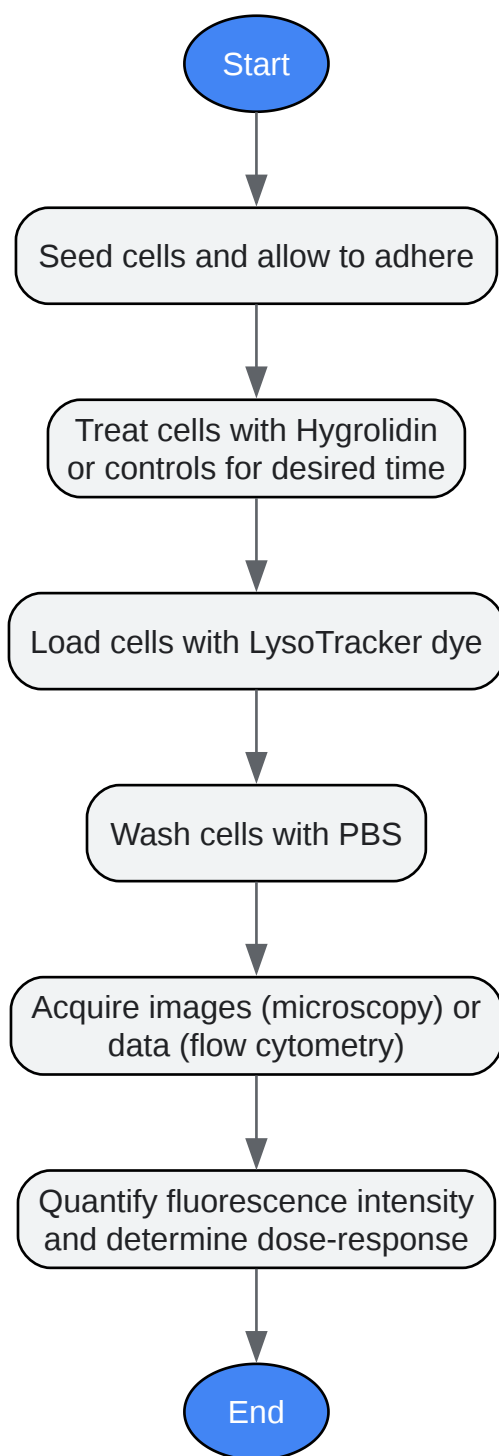 Start
Seed cells and allow to adhere
Treat cells with Hygrolidin
or controls for desired time
Load cells with LysoTracker dye
Wash cells with PBS
Acquire images (microscopy) or
data (flow cytometry)
Quantify fluorescence intensity
and determine dose-response
End